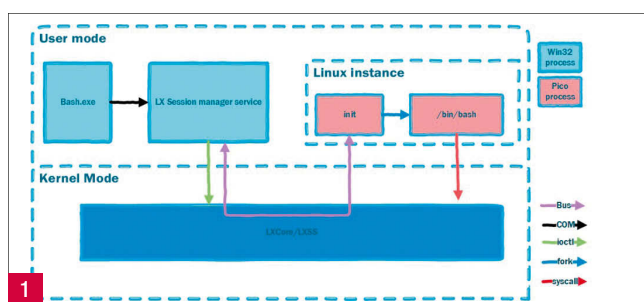 User mode
Win32
process
Linux instance
Pico
process
Bash.exe
LX Session manager service
init
/bin/bash
Kernel Mode
Bus
COM
LXCore/LXSS
ioctl
fork
syscall
1